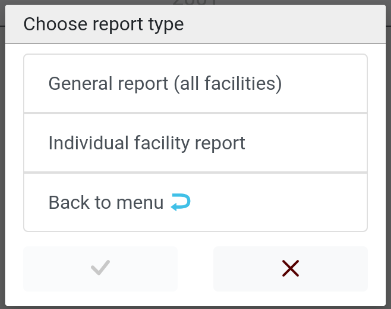 Choose report type
General report (all facilities)
Individual facility report
Back to menu